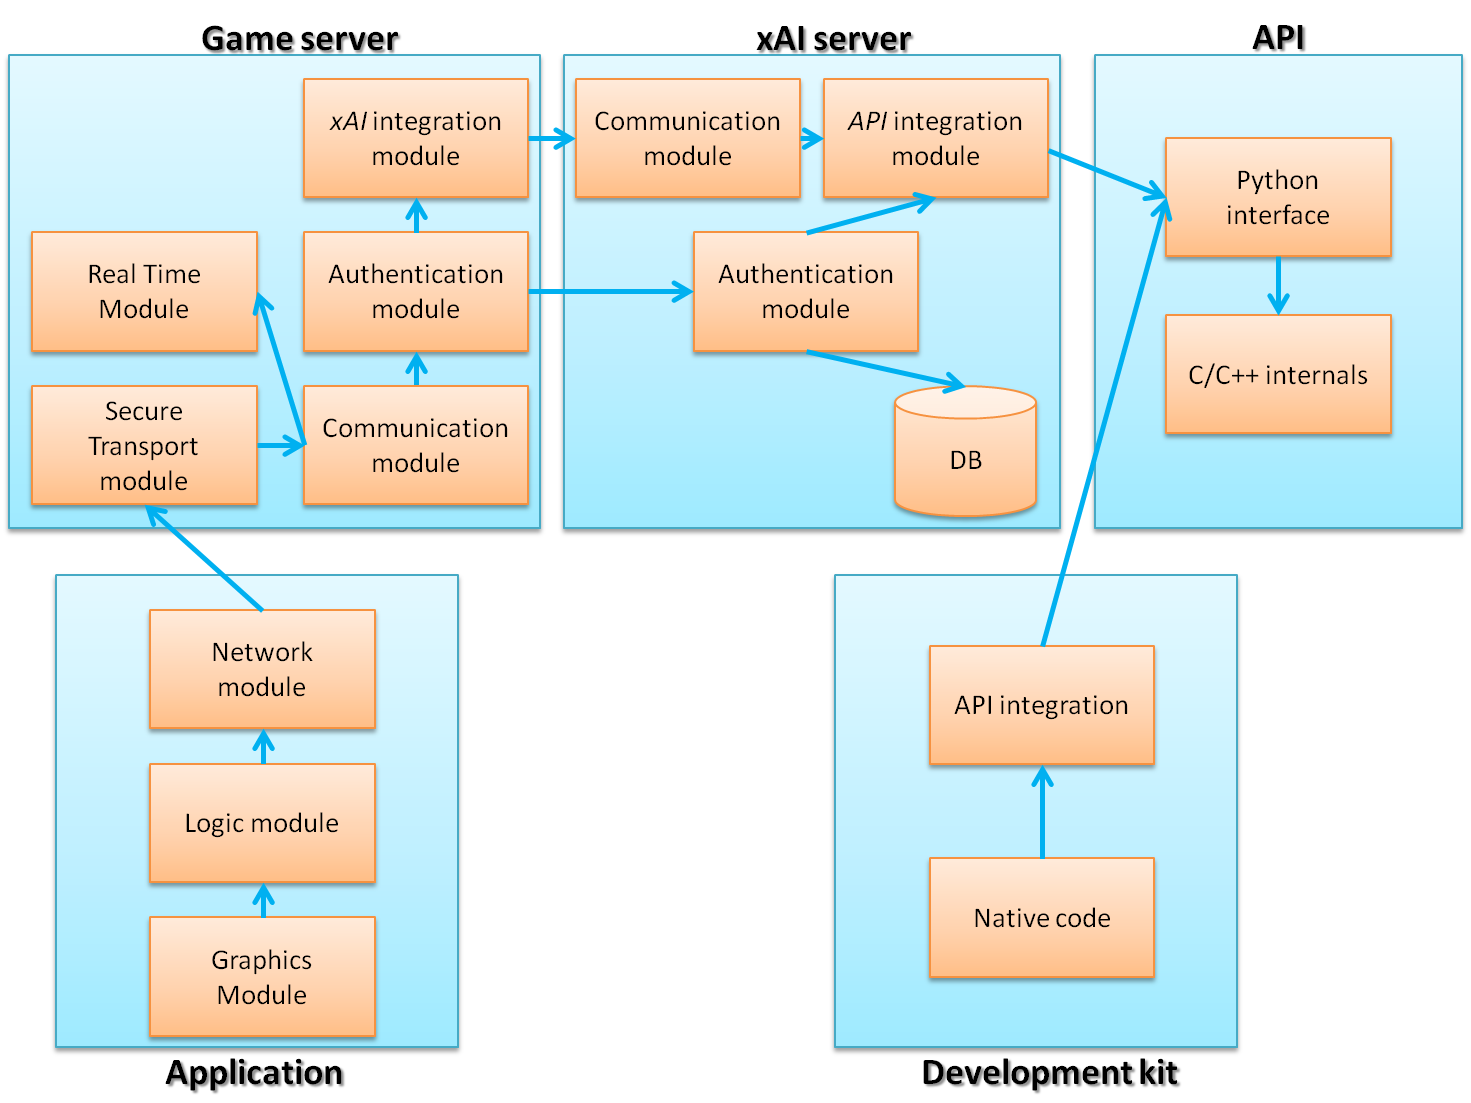 Game server
xAI integration
module
Real Time
Module
Authentication
module
Secure
Transport
module
Communication
module
xAI server
Communication
module
API integration
module
Authentication
module
DB
API
Python
interface
C/C++ internals
Network
module
Logic module
Graphics
Module
Application
API integration
Native code
Development kit